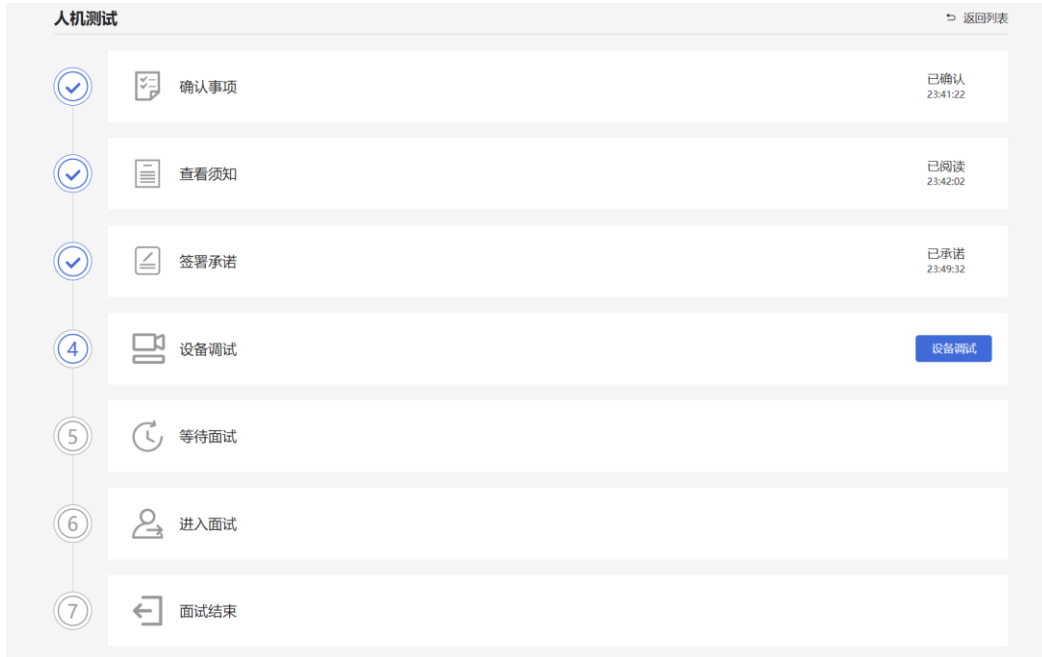 人机测试
返回列表
确认事项
已确认
23:41:22
查看须知
已阅读
23:42:02
签署承诺
已承诺
23:49:32
4
设备调试
设备调试
5
等待面试
6
进入面试
7
面试结束